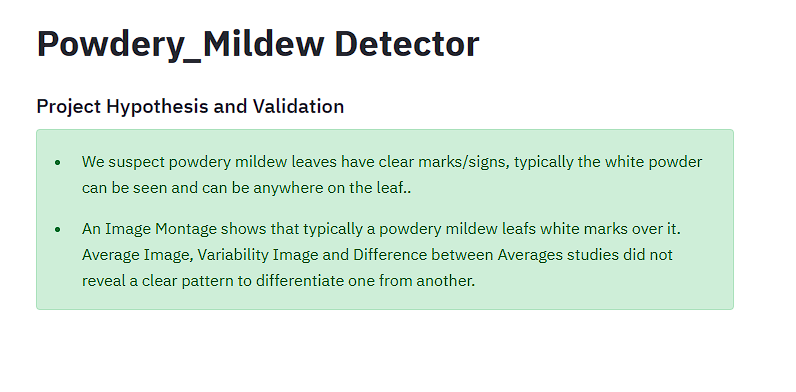 Powdery_Mildew Detector
Project Hypothesis and Validation
• We suspect powdery mildew leaves have clear marks/signs, typically the white powder
can be seen and can be anywhere on the leaf..
• An Image Montage shows that typically a powdery mildew leafs white marks over it.
Average Image, Variability Image and Difference between Averages studies did not
reveal a clear pattern to differentiate one from another.